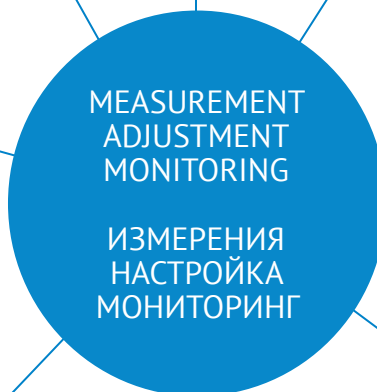 MEASUREMENT
ADJUSTMENT
MONITORING
ИЗМЕРЕНИЯ
НАСТРОЙКА
МОНИТОРИНГ